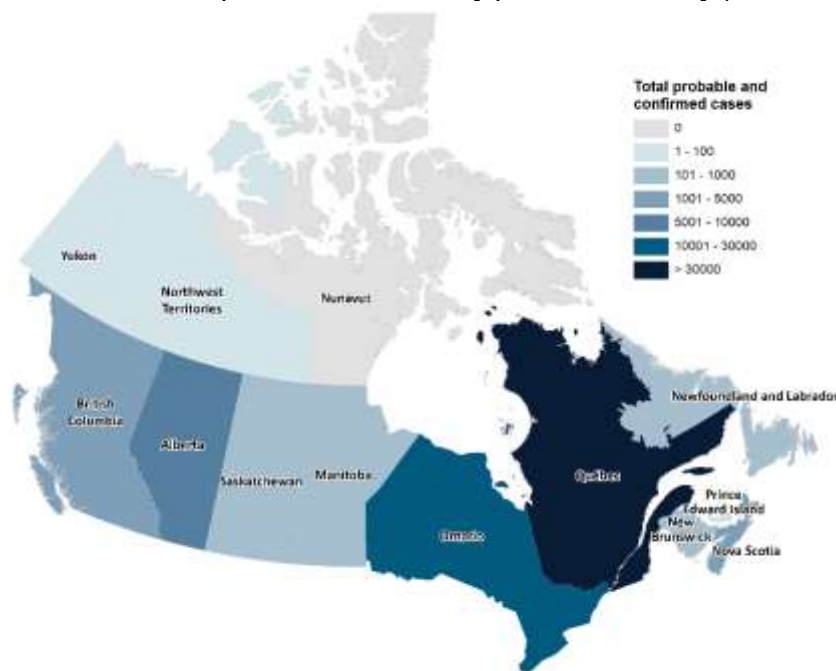 Total probable and
confirmed cases
0
1 - 100
101 - 1000
1001 - 5000
5001 - 10000
10001 - 30000
> 30000
Yukon
Northwest
Territories
Nunavut
British
Columbia
Alberta
Saskatchewan
Manitoba
Ontario
Québec
Newfoundland and Labrador
Prince
Edward Island
New
Brunswick
Nova Scotia